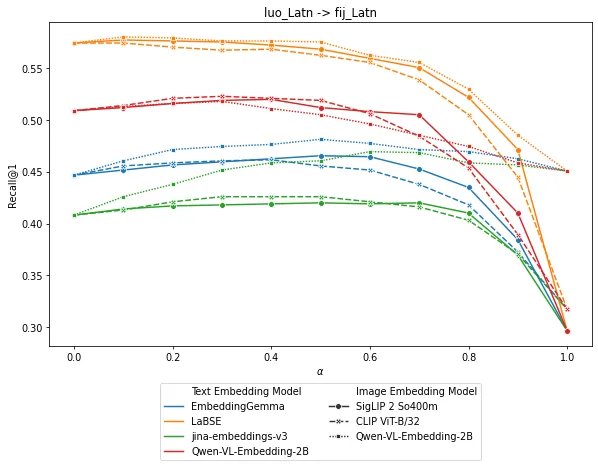 luo_Latn -> fij_Latn
Recall@1
0.55
0.50
0.45
0.40
0.35
0.30
0.0
0.2
0.4
0.6
0.8
1.0
α
Text Embedding Model
EmbeddingGemma
LaBSE
jina-embeddings-v3
Qwen-VL-Embedding-2B
Image Embedding Model
SigLIP 2 So400m
CLIP ViT-B/32
Qwen-VL-Embedding-2B